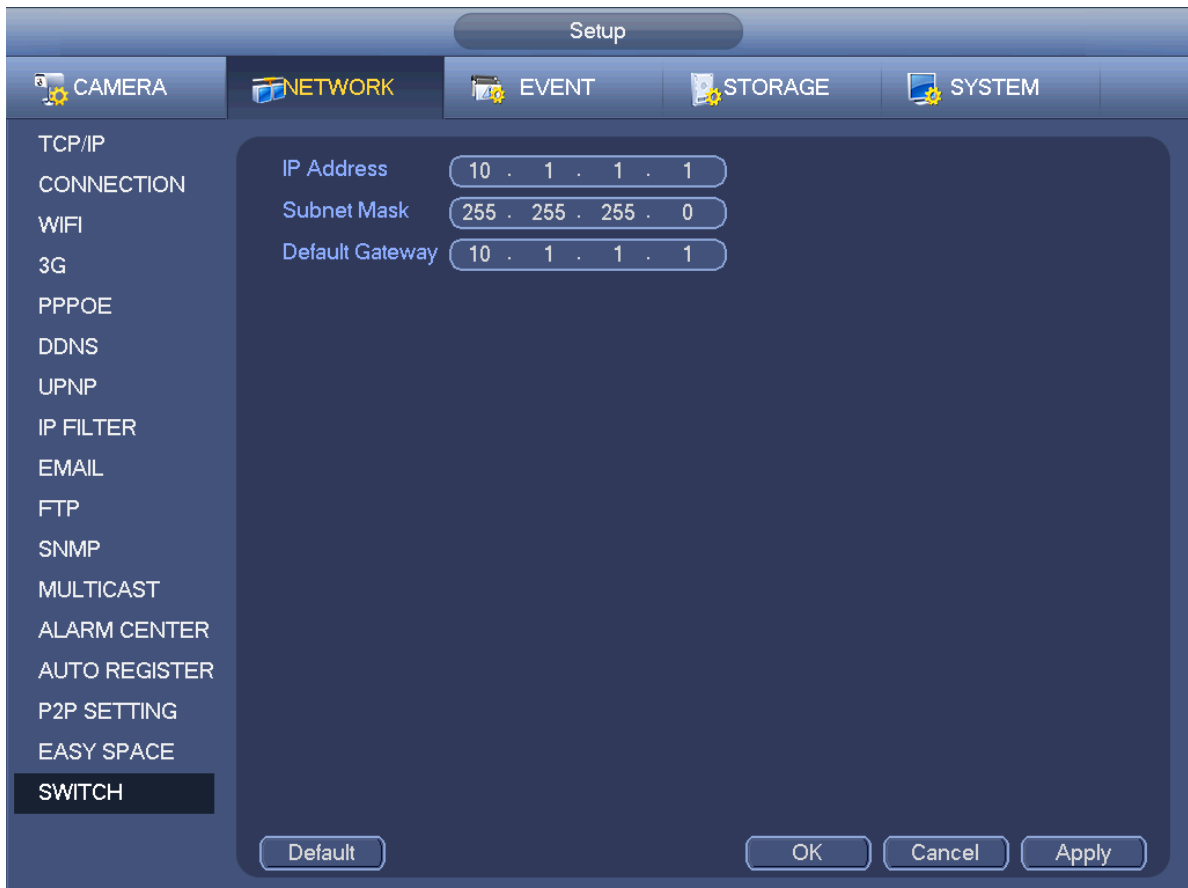 Setup
CAMERA NETWORK EVENT STORAGE SYSTEM
TCP/IP
CONNECTION
WIFI
3G
PPPOE
DDNS
UPNP
IP FILTER
EMAIL
FTP
SNMP
MULTICAST
ALARM CENTER
AUTO REGISTER
P2P SETTING
EASY SPACE
SWITCH
IP Address 10 . 1 . 1 . 1
Subnet Mask 255 . 255 . 255 . 0
Default Gateway 10 . 1 . 1 . 1
Default OK Cancel Apply